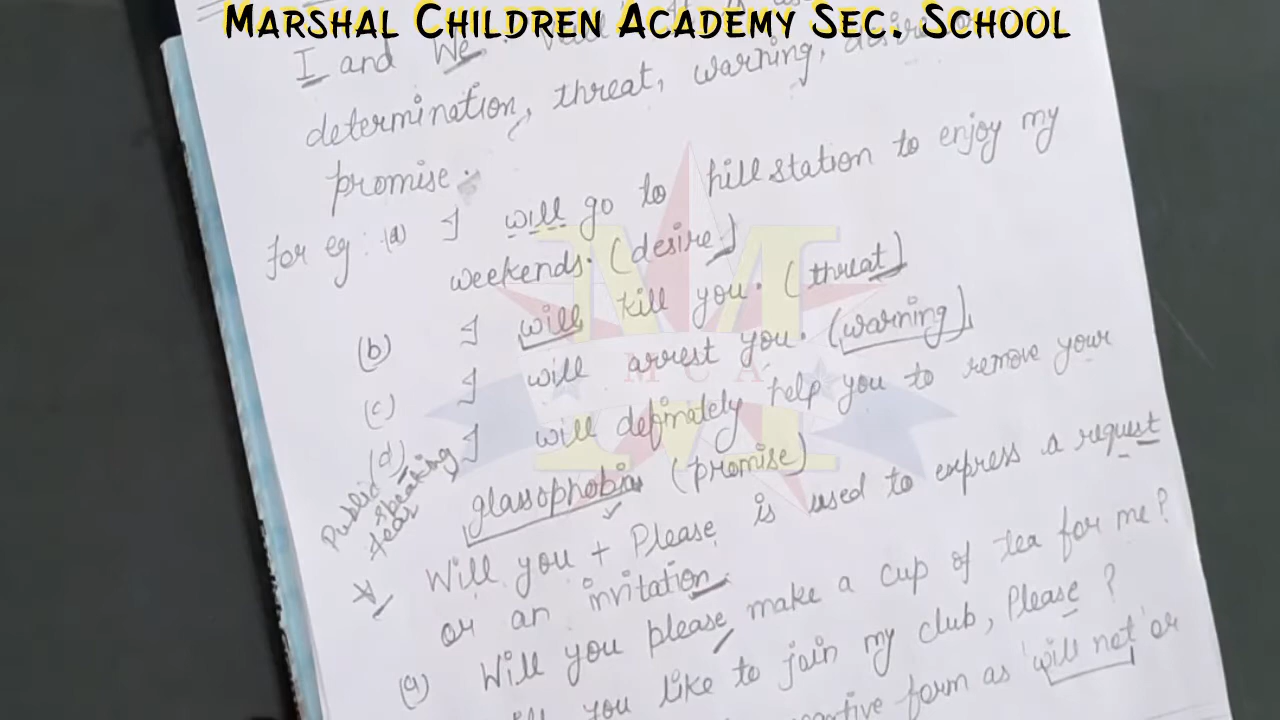 MARSHAL CHILDREN ACADEMY SEC. SCHOOL
I and We.
determination, threat, warning,
promise.
for eg: (a) I will go to hill station to enjoy my
weekends. (desire)
(b) I will kill you. (threat)
(c) I will arrest you. (warning)
(d) I will definately help you to remove your
glassophobia (promise)
Public speaking fear
Will you + Please is used to express a request
or an invitation.
(a) Will you please make a cup of tea for me?
you like to join my club, Please?
form as 'will not' or
MCA